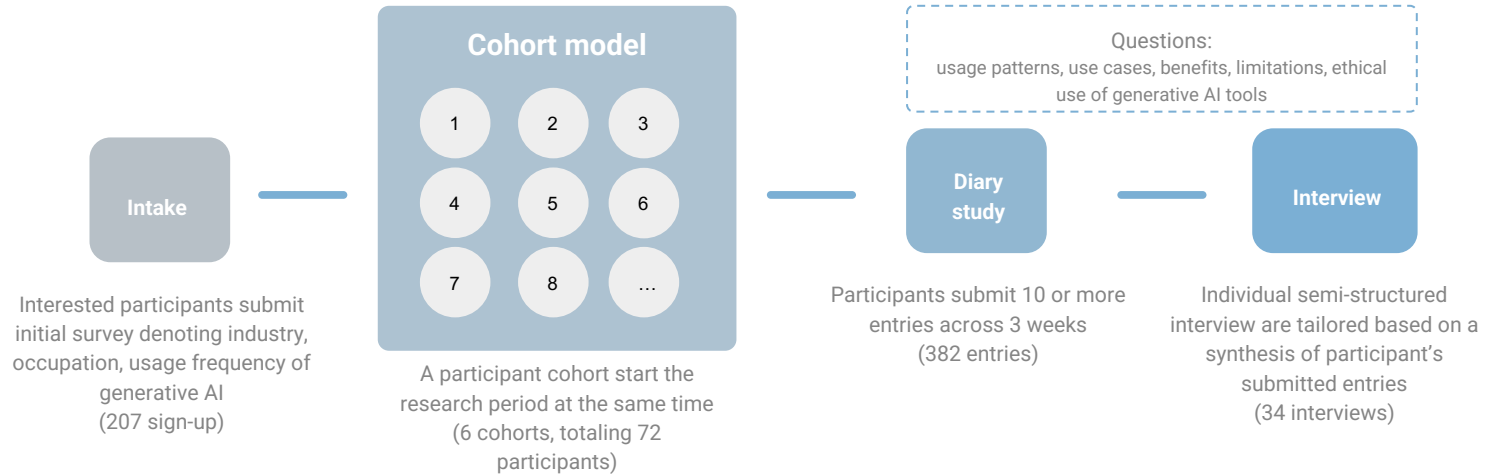 Intake
Interested participants submit
initial survey denoting industry,
occupation, usage frequency of
generative AI
(207 sign-up)
Cohort model
1 2 3
4 5 6
7 8 ...
A participant cohort start the
research period at the same time
(6 cohorts, totaling 72
participants)
Questions:
usage patterns, use cases, benefits, limitations, ethical
use of generative AI tools
Diary
study
Participants submit 10 or more
entries across 3 weeks
(382 entries)
Interview
Individual semi-structured
interview are tailored based on a
synthesis of participant’s
submitted entries
(34 interviews)